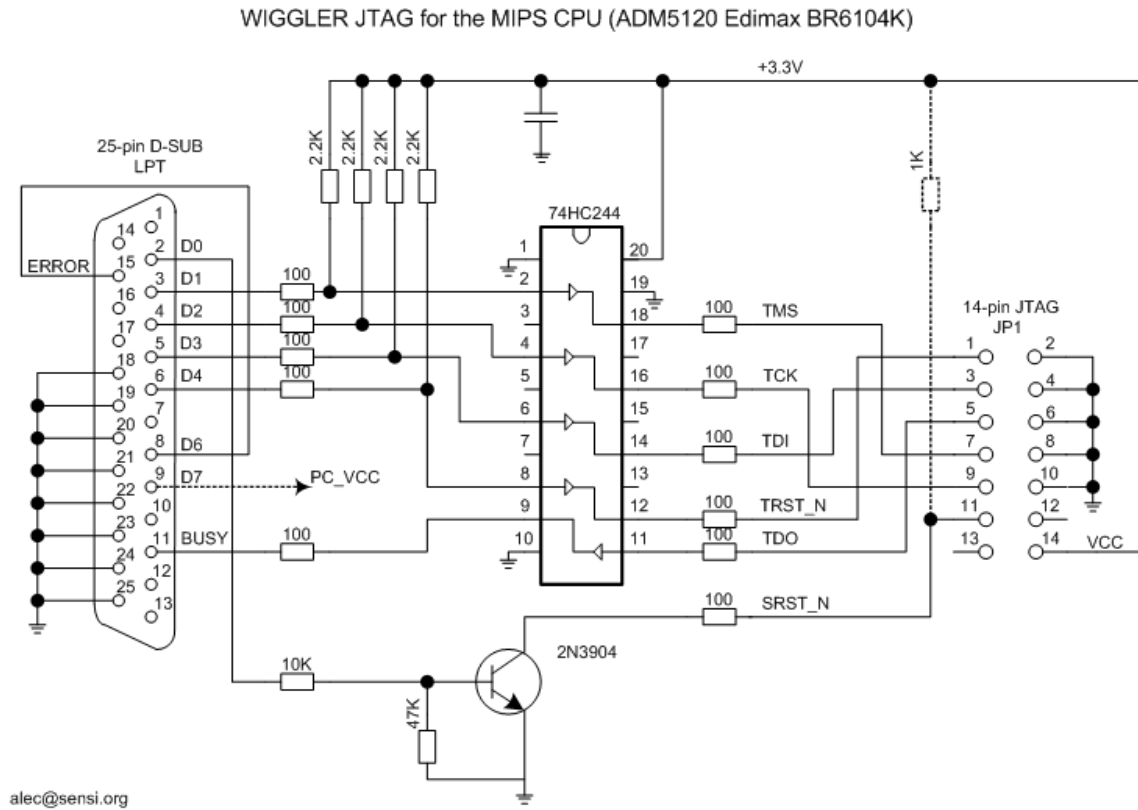 WIGGLER JTAG for the MIPS CPU (ADM5120 Edimax BR6104K)
+3.3V
2.2K
2.2K
2.2K
2.2K
1K
25-pin D-SUB
LPT
74HC244
14-pin JTAG
JP1
1
14
2
15
3
16
4
17
5
18
6
19
7
20
8
21
9
22
10
23
11
24
12
25
13
ERROR
D0
D1
D2
D3
D4
D6
D7
PC_VCC
BUSY
100
100
100
100
100
1
2
3
4
5
6
7
8
9
10
20
19
18
17
16
15
14
13
12
11
100 TMS
100 TCK
100 TDI
100 TRST_N
100 TDO
100 SRST_N
1 2
3 4
5 6
7 8
9 10
11 12
13 14
VCC
2N3904
10K
47K
alec@sensi.org